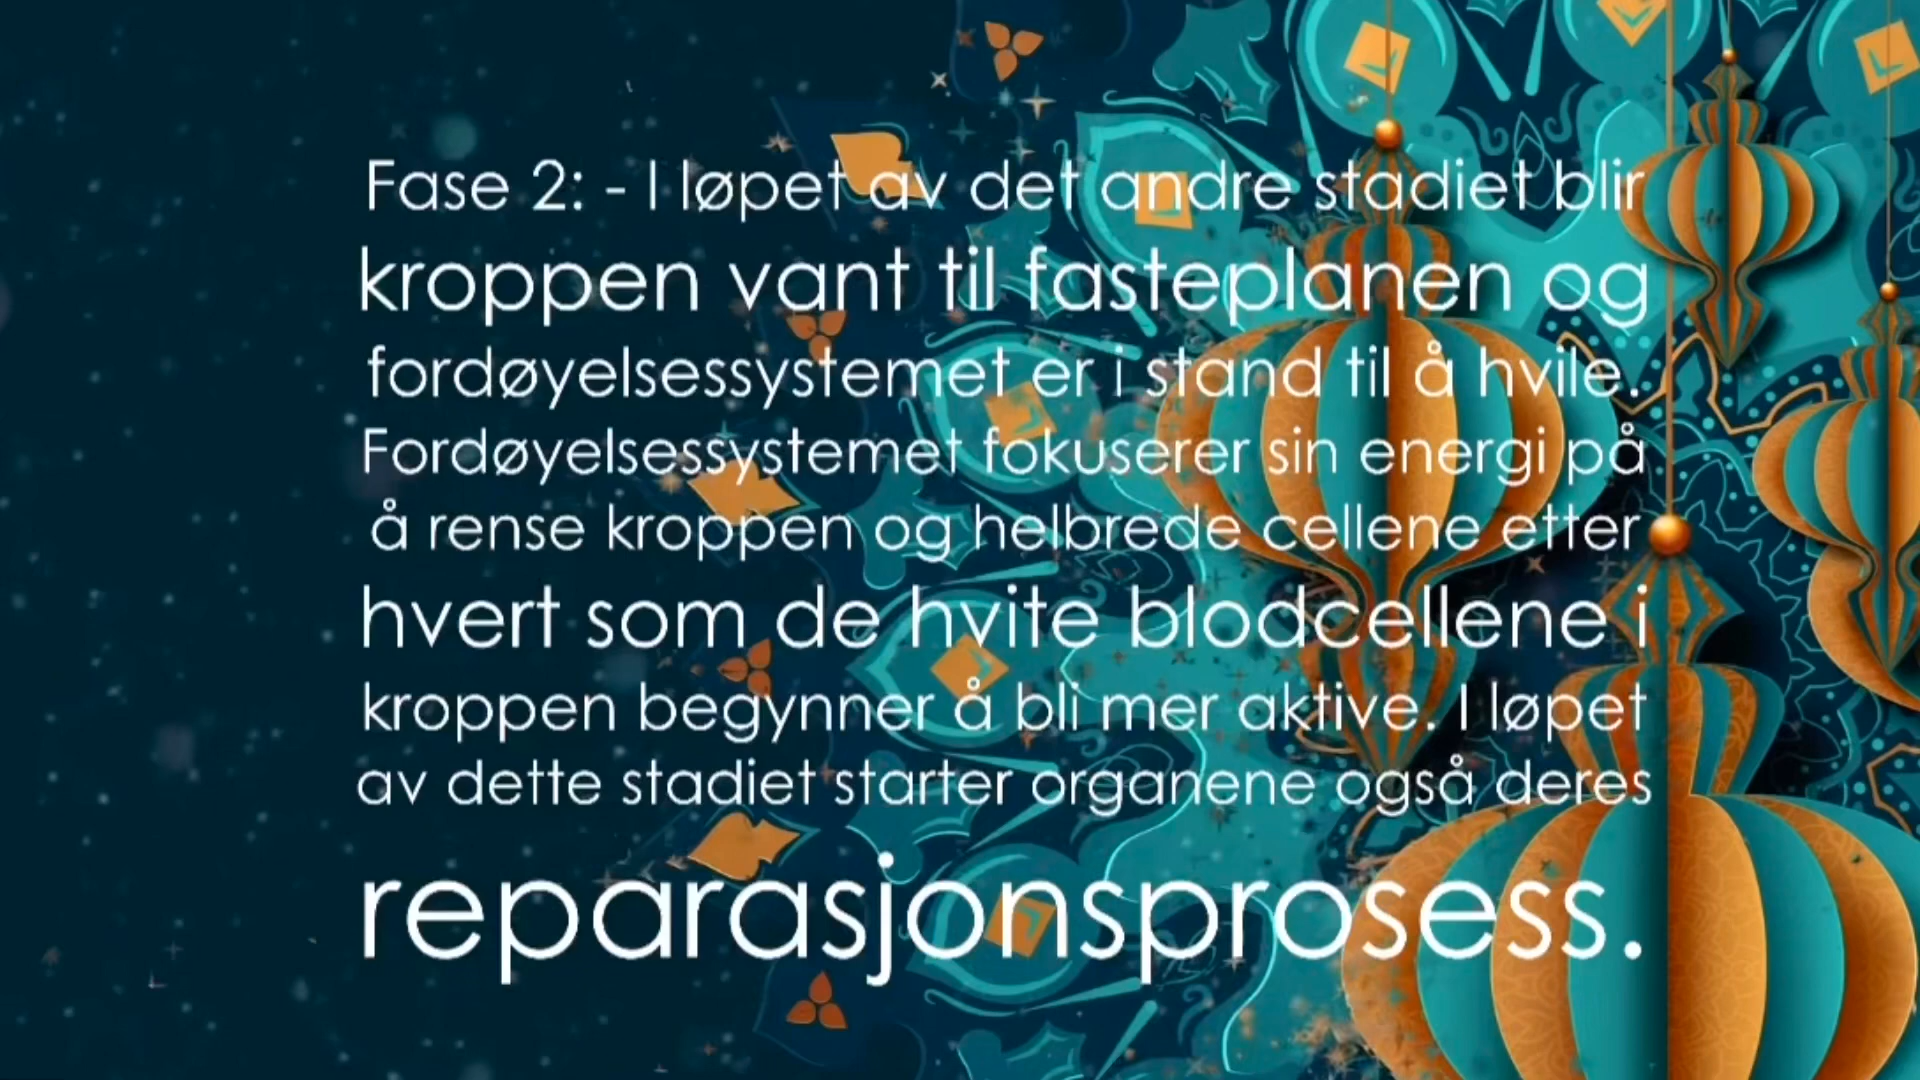 Fase 2: - I løpet av det andre stadiet blir
kroppen vant til fasteplanen og
fordøyelsessystemet er i stand til å hvile.
Fordøyelsessystemet fokuserer sin energi på
å rense kroppen og helbrede cellene etter
hvert som de hvite blodcellene i
kroppen begynner å bli mer aktive. I løpet
av dette stadiet starter organene også deres
reparasjonsprosess.